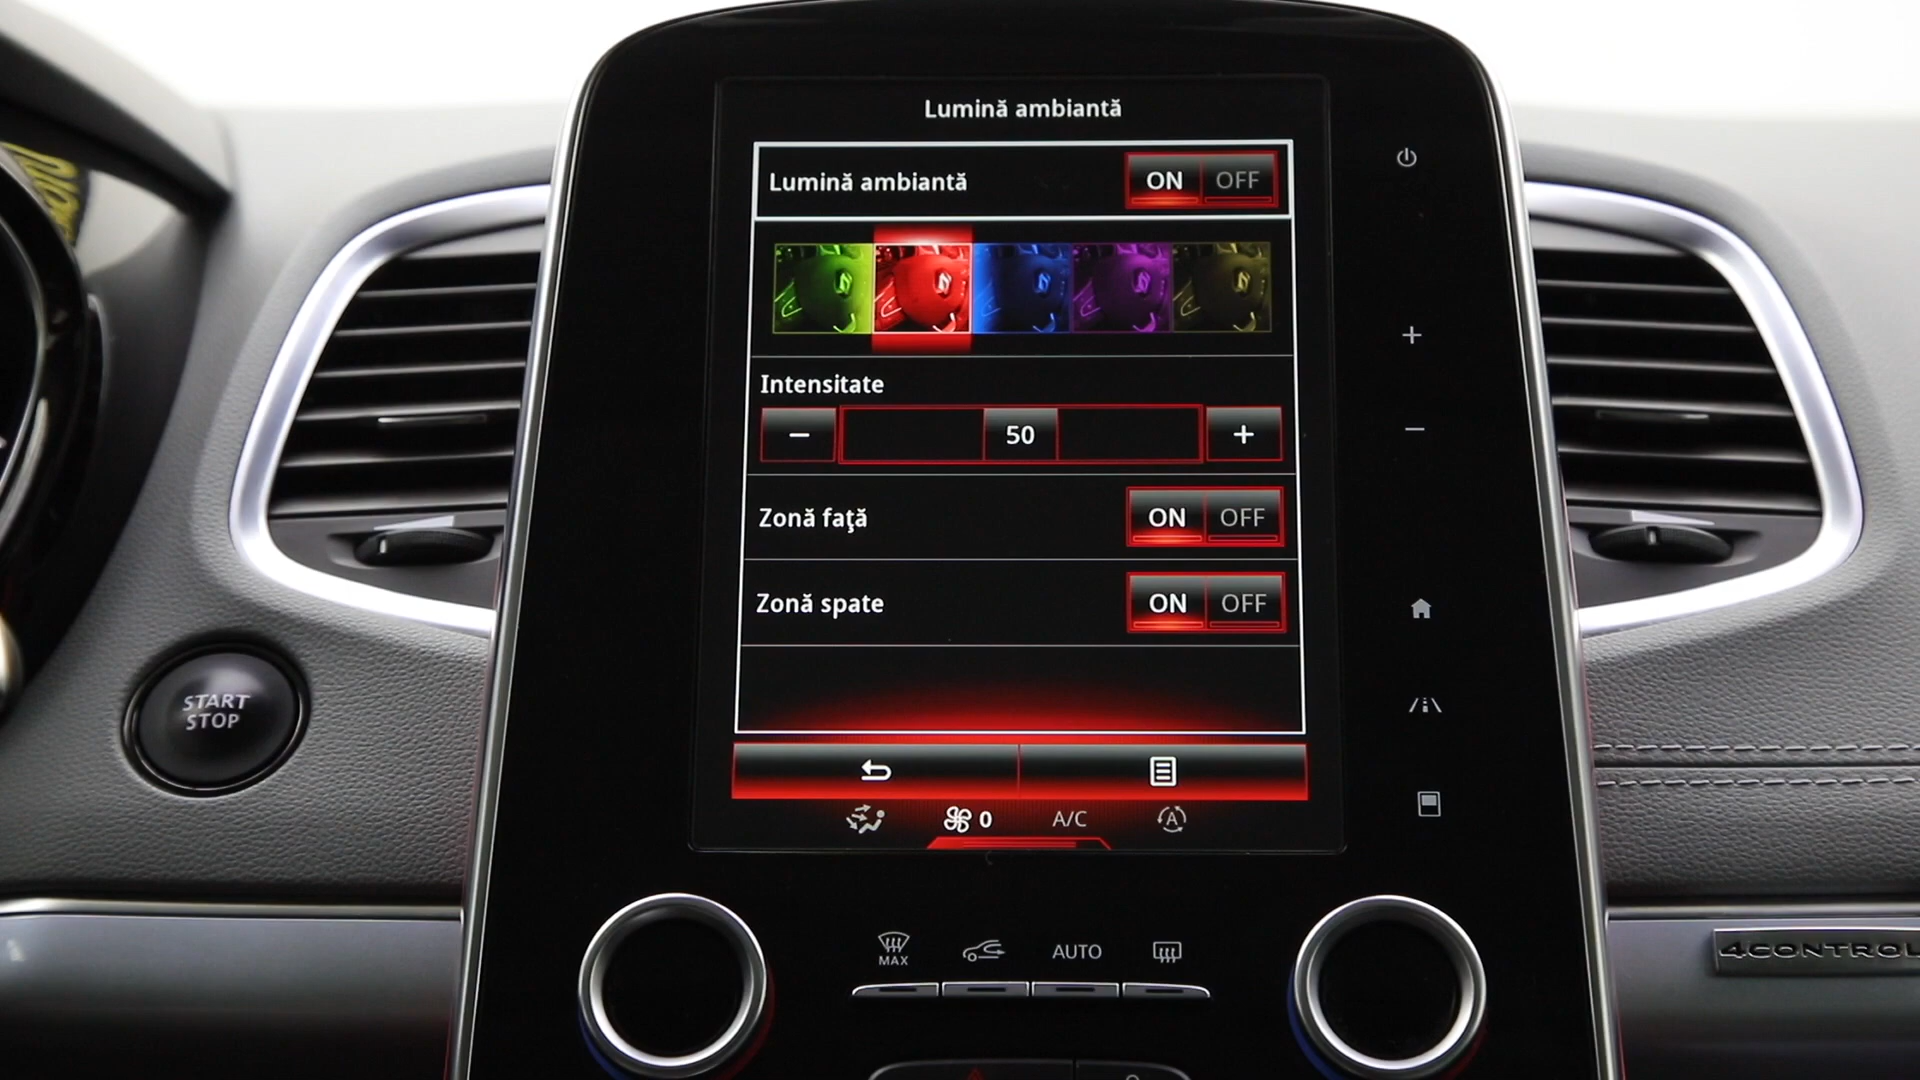 Lumină ambiantă
Lumină ambiantă ON OFF
Intensitate
− 50 +
Zonă faţă ON OFF
Zonă spate ON OFF
0 A/C A
START
STOP
MAX AUTO
4CONTROL